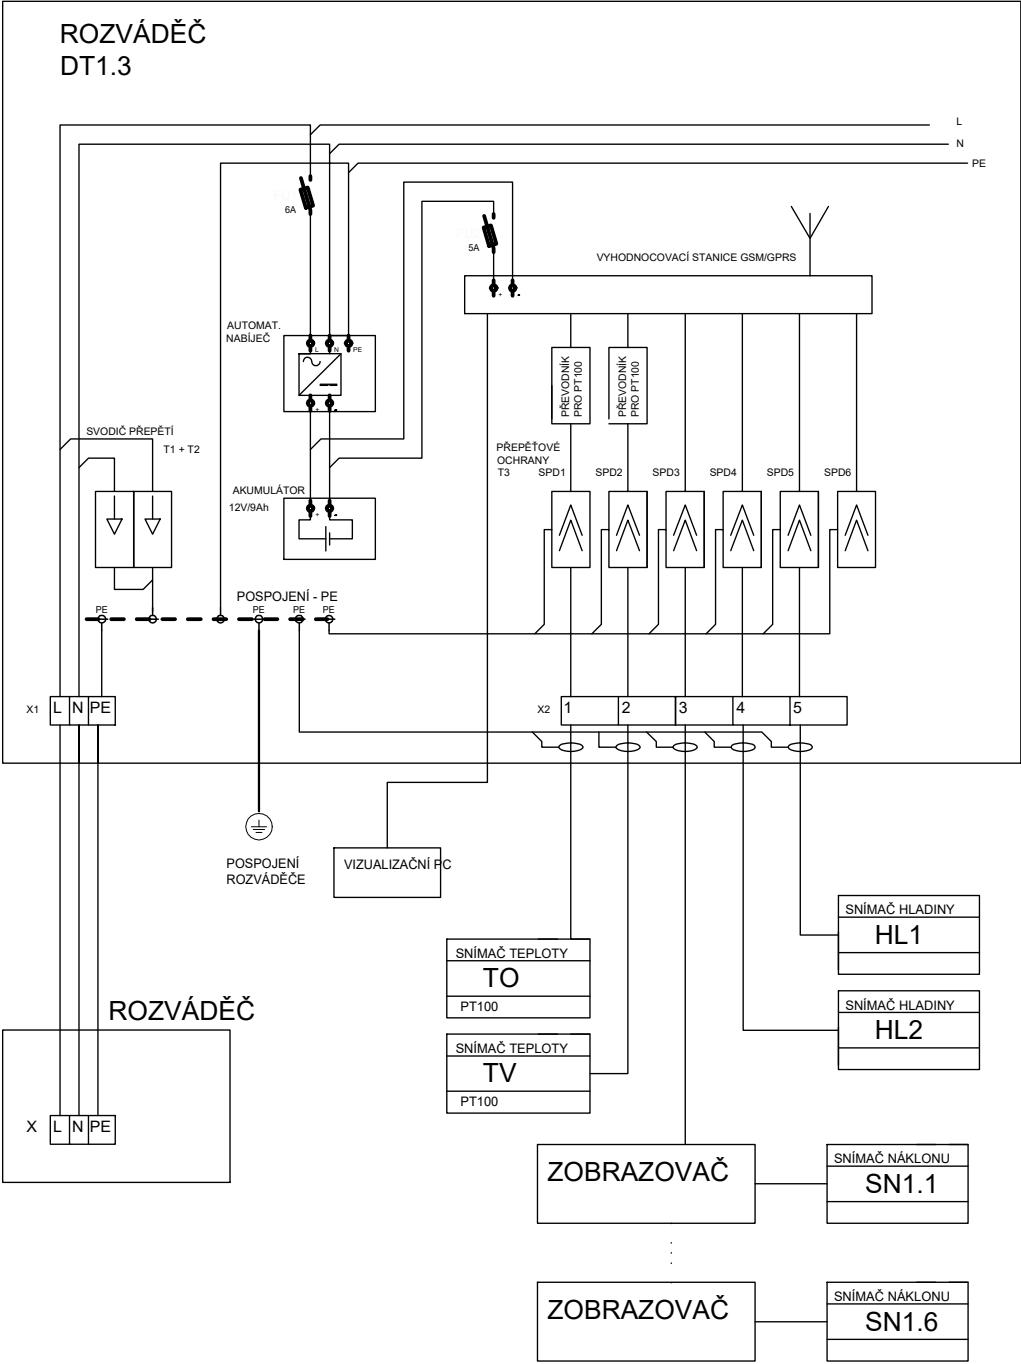 ROZVÁDĚČ
DT1.3
L
N
PE
6A
5A
VYHODNOCOVACÍ STANICE GSM/GPRS
+ -
AUTOMAT.
NABÍJEČ
L N PE
+ -
PŘEVODNÍK
PRO PT100
PŘEVODNÍK
PRO PT100
SVODIČ PŘEPĚTÍ
T1 + T2
PŘEPĚŤOVÉ
OCHRANY
T3
SPD1 SPD2 SPD3 SPD4 SPD5 SPD6
AKUMULÁTOR
12V/9Ah
+ -
POSPOJENÍ - PE
PE PE PE PE
X1 L N PE
X2 1 2 3 4 5
POSPOJENÍ
ROZVÁDĚČE
VIZUALIZAČNÍ PC
SNÍMAČ HLADINY
HL1
SNÍMAČ TEPLOTY
TO
PT100
SNÍMAČ HLADINY
HL2
ROZVÁDĚČ
SNÍMAČ TEPLOTY
TV
PT100
X L N PE
ZOBRAZOVAČ
SNÍMAČ NÁKLONU
SN1.1
ZOBRAZOVAČ
SNÍMAČ NÁKLONU
SN1.6